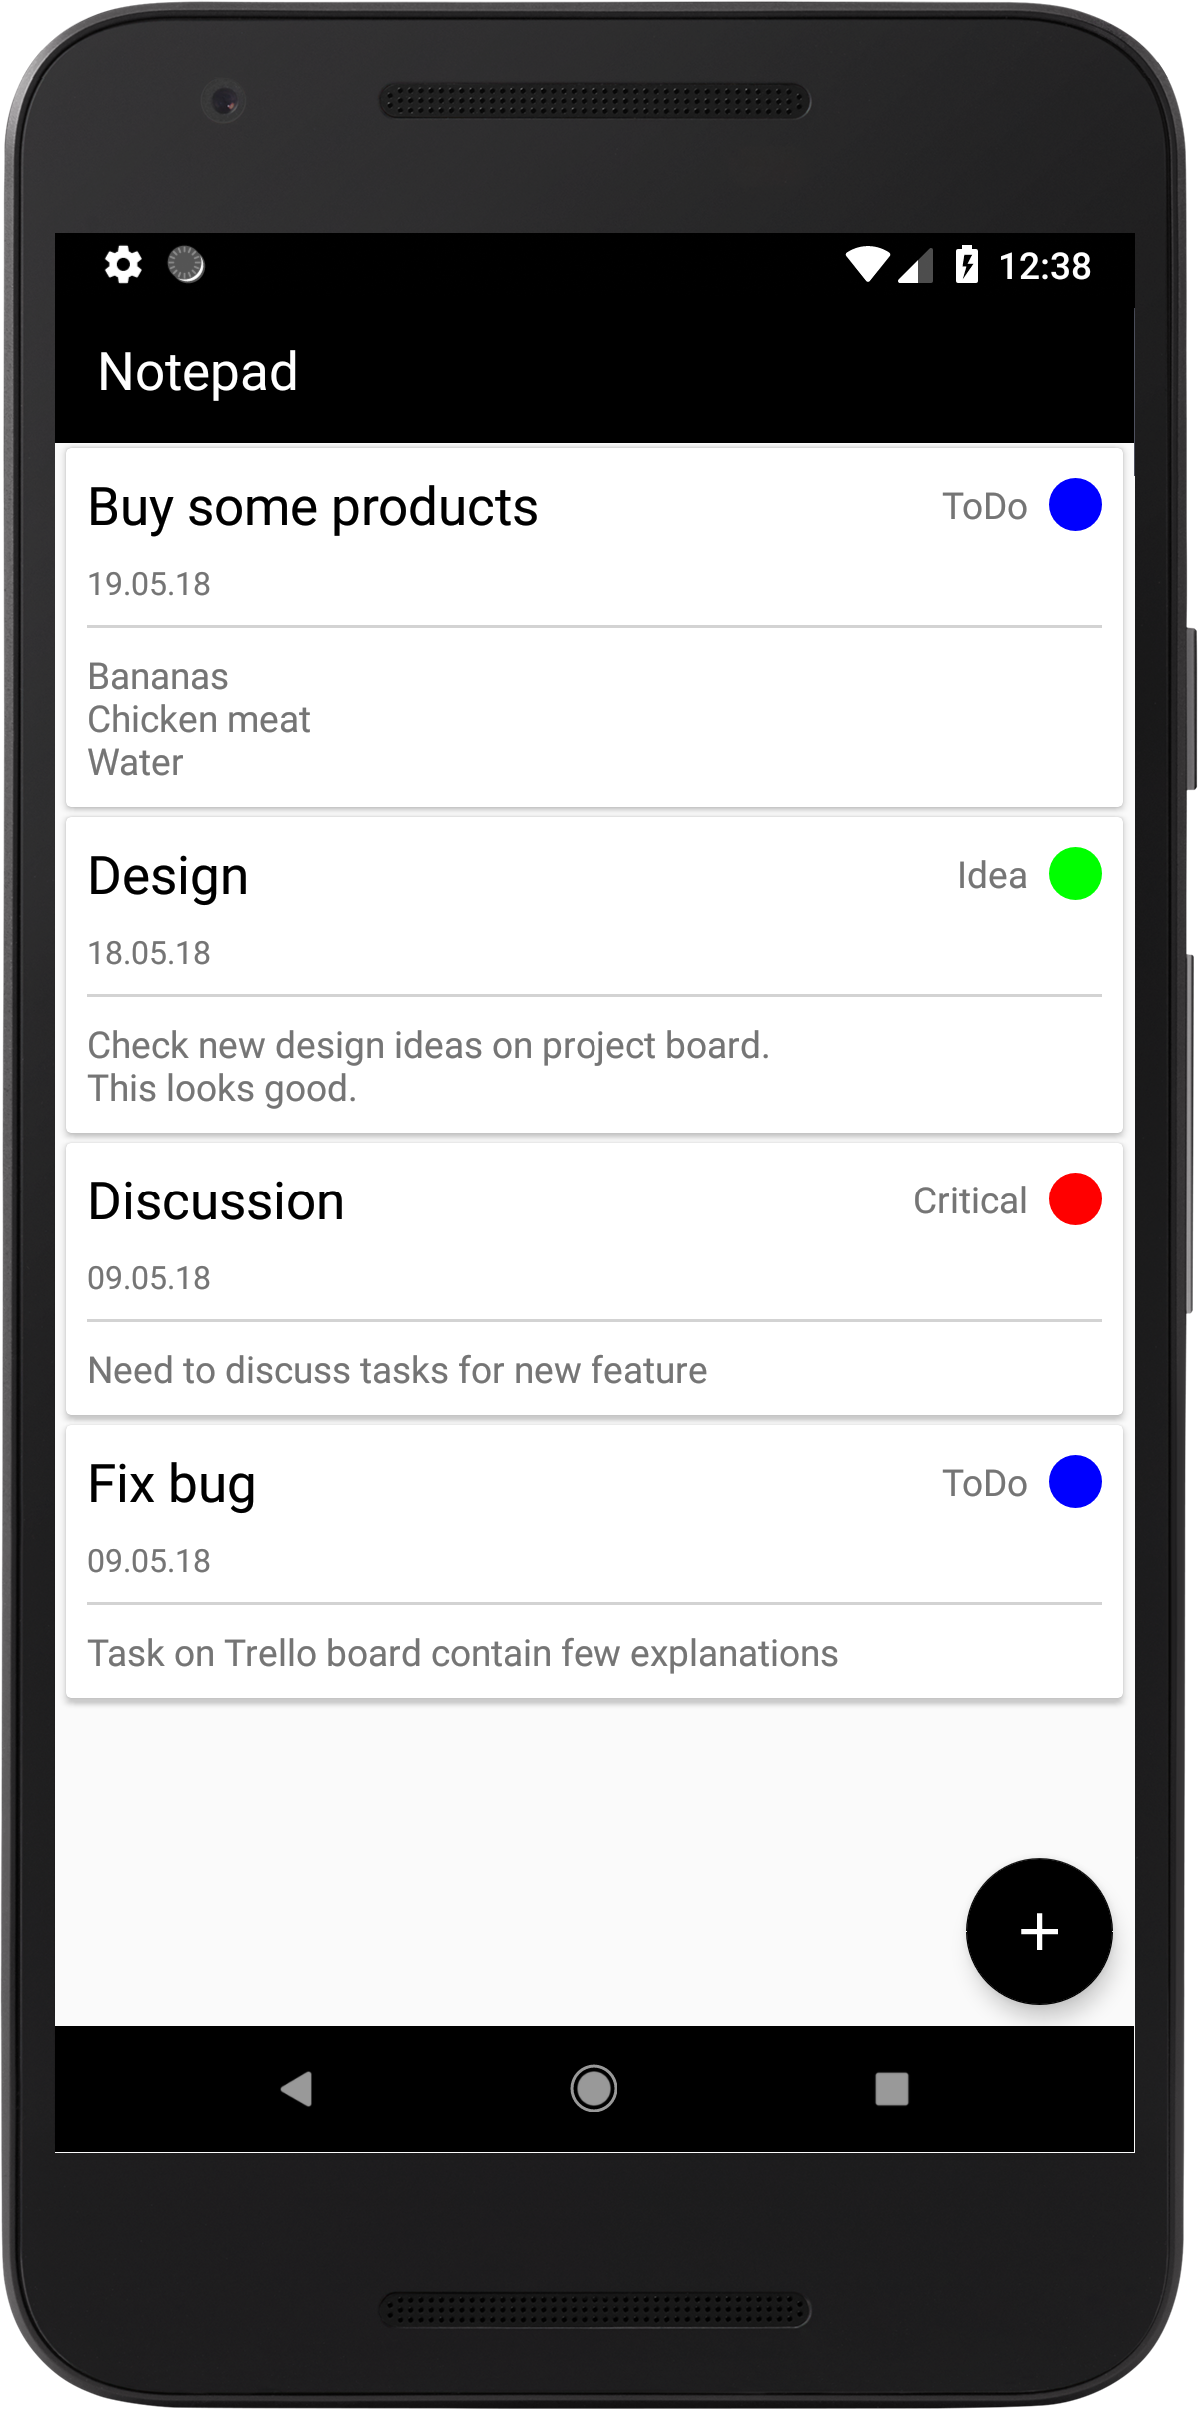 12:38
Notepad
Buy some products
ToDo
19.05.18
Bananas
Chicken meat
Water
Design
Idea
18.05.18
Check new design ideas on project board.
This looks good.
Discussion
Critical
09.05.18
Need to discuss tasks for new feature
Fix bug
ToDo
09.05.18
Task on Trello board contain few explanations